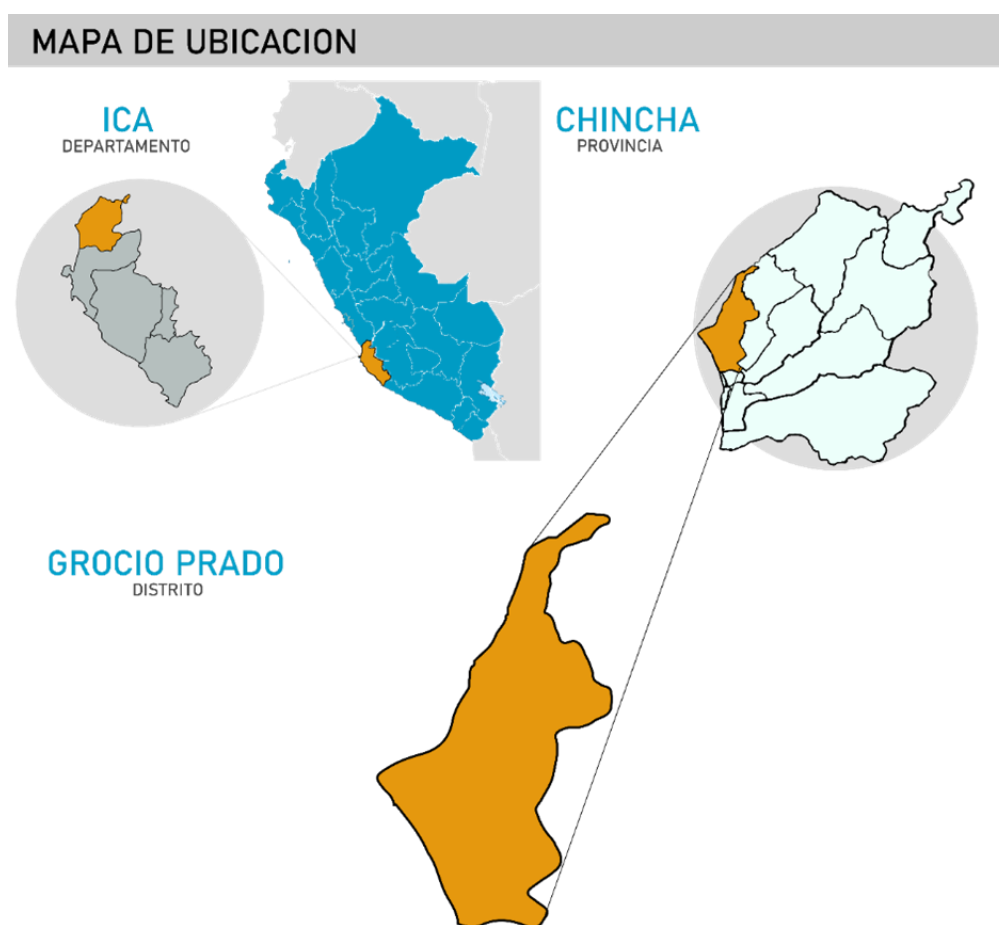 MAPA DE UBICACION
ICA
DEPARTAMENTO
CHINCHA
PROVINCIA
GROCIO PRADO
DISTRITO